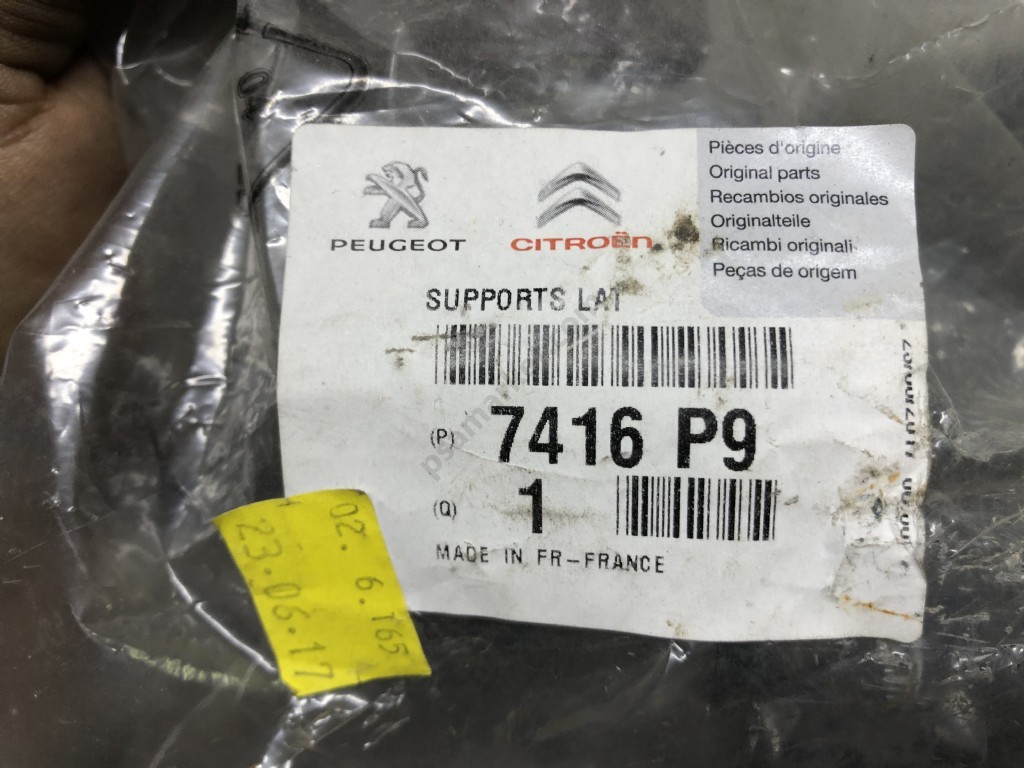 PEUGEOT
CITROËN
Pièces d'origine
Original parts
Recambios originales
Originalteile
Ricambi originali
Peças de origem
SUPPORTS LAT
(P) 7416 P9
(Q) 1
MADE IN FR-FRANCE
02. 6. T65
23.06.17